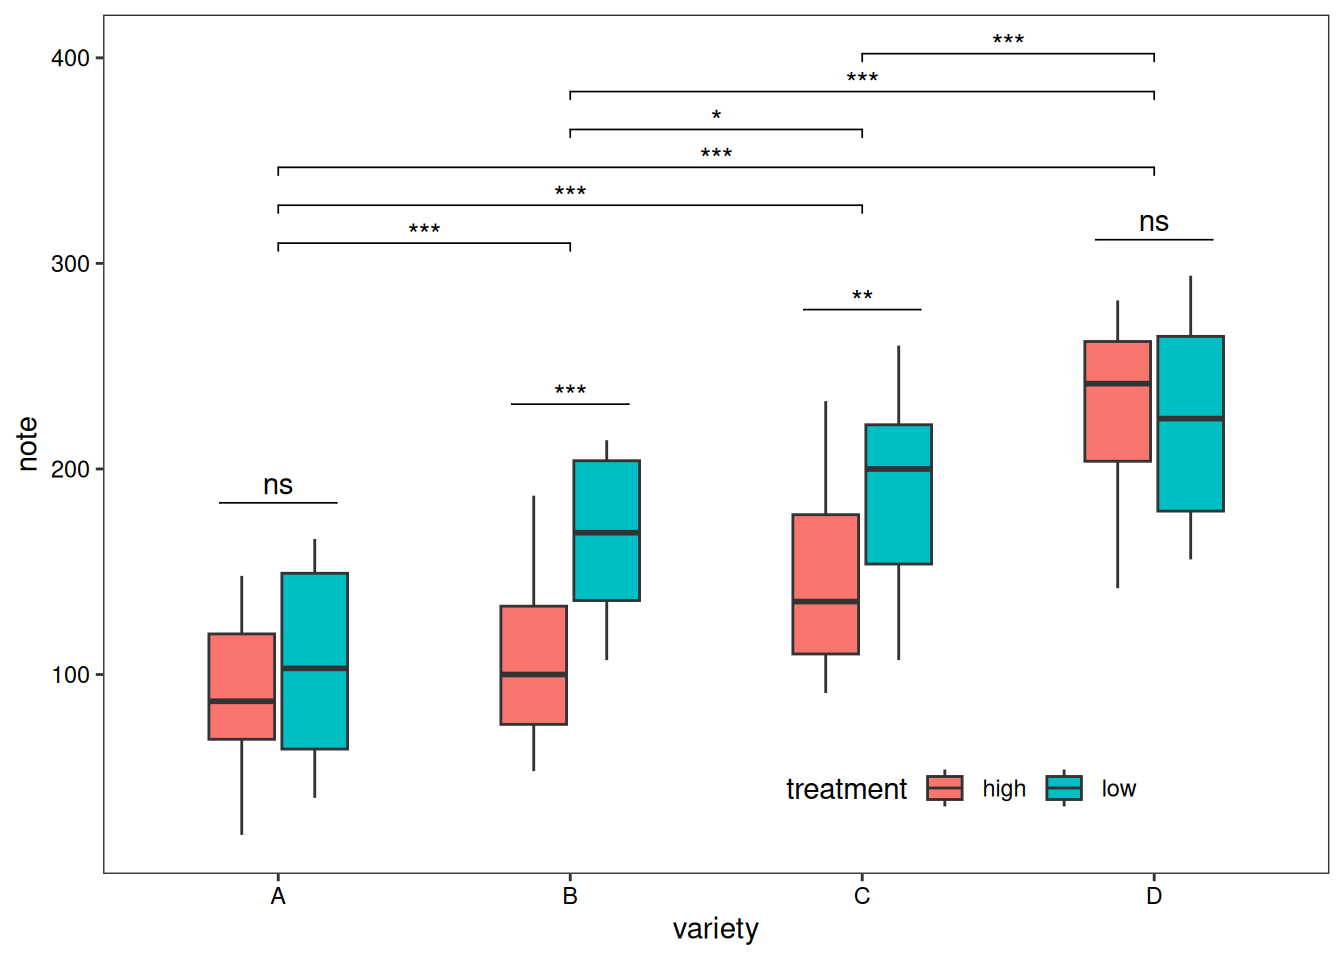 ***
400
***
*
***
***
***
ns
300
**
***
note
200
ns
100
treatment high low
A B C D
variety